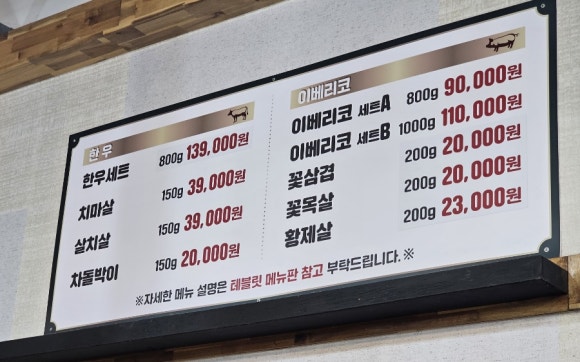 한우
한우세트 800g 139,000원
치마살 150g 39,000원
살치살 150g 39,000원
차돌박이 150g 20,000원
이베리코
이베리코 세트A 800g 90,000원
이베리코 세트B 1000g 110,000원
꽃삼겹 200g 20,000원
꽃목살 200g 20,000원
황제살 200g 23,000원
※자세한 메뉴 설명은 테블릿 메뉴판 참고 부탁드립니다.※